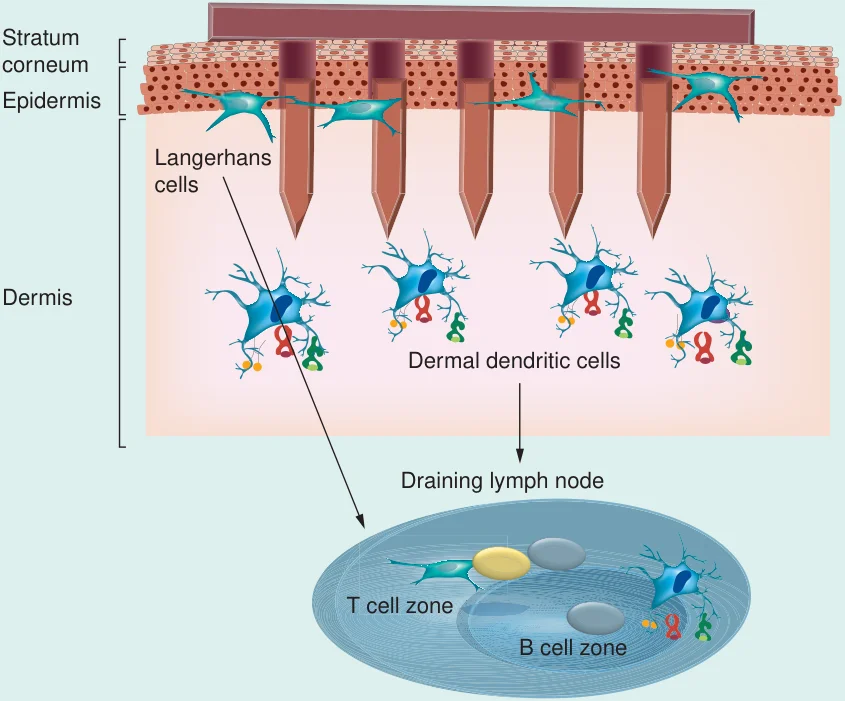 Stratum
corneum
Epidermis
Langerhans
cells
Dermis
Dermal dendritic cells
Draining lymph node
T cell zone
B cell zone